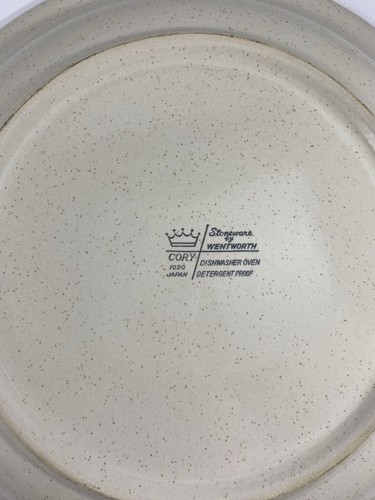 Stoneware
by
WENTWORTH
CORY
1030
JAPAN
DISHWASHER OVEN
DETERGENT PROOF